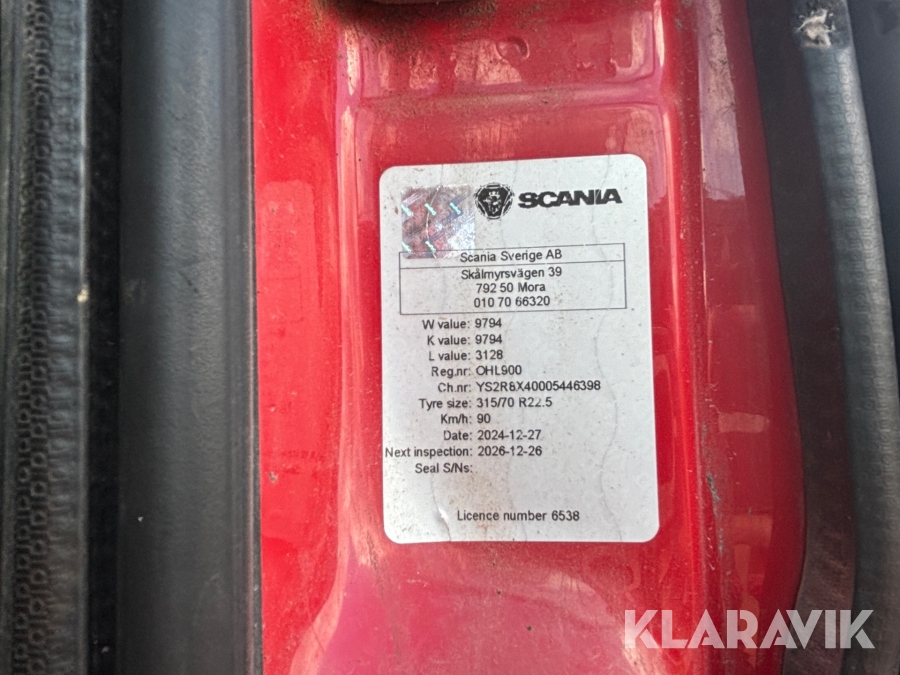 SCANIA
Scania Sverige AB
Skålmyrsvägen 39
792 50 Mora
010 70 66320
W value: 9794
K value: 9794
L value: 3128
Reg.nr: OHL900
Ch.nr: YS2R8X40005446398
Tyre size: 315/70 R22.5
Km/h: 90
Date: 2024-12-27
Next inspection: 2026-12-26
Seal S/Ns:
Licence number 6538
KLARAVIK